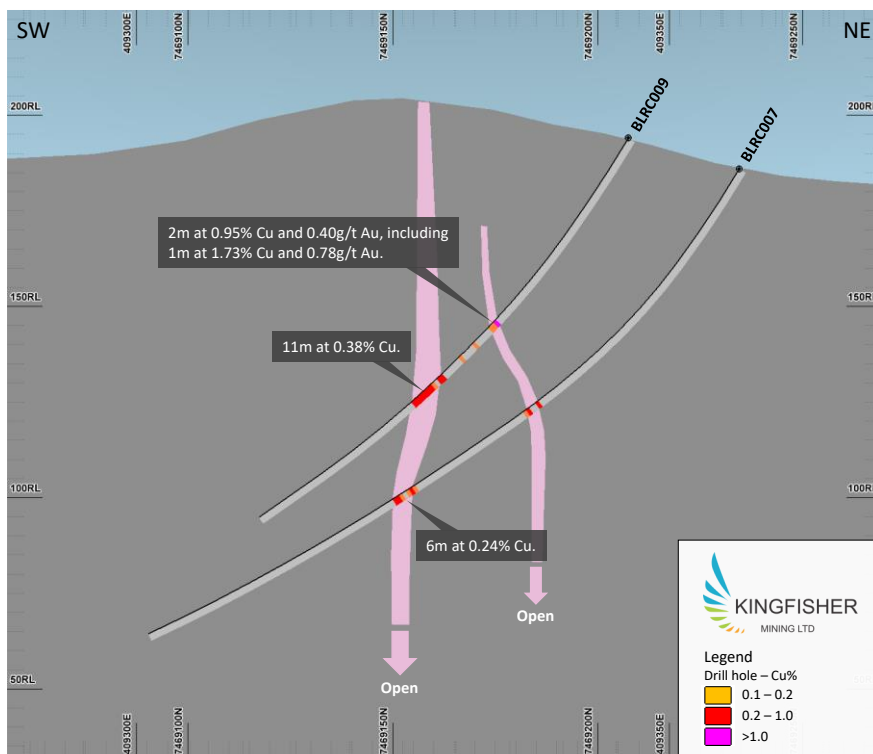 SW
409300E
7469100N
7469150N
7469200N
409350E
7469250N
NE
200RL
200RL
BLRC009
BLRC007
2m at 0.95% Cu and 0.40g/t Au, including
1m at 1.73% Cu and 0.78g/t Au.
150RL
150RL
11m at 0.38% Cu.
100RL
100RL
6m at 0.24% Cu.
Open
Open
50RL
KINGFISHER
MINING LTD
Legend
Drill hole – Cu%
0.1 – 0.2
0.2 – 1.0
>1.0
409300E
7469100N
7469150N
7469200N
409350E